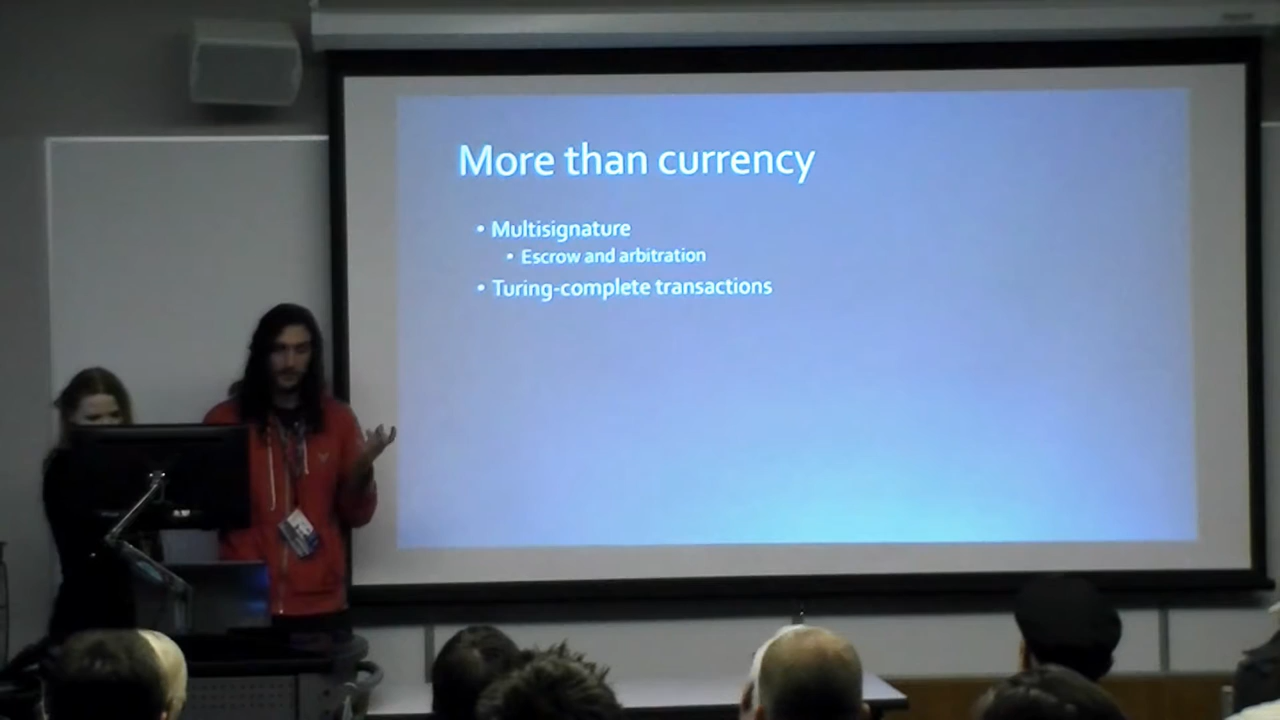 More than currency
• Multisignature
• Escrow and arbitration
• Turing-complete transactions